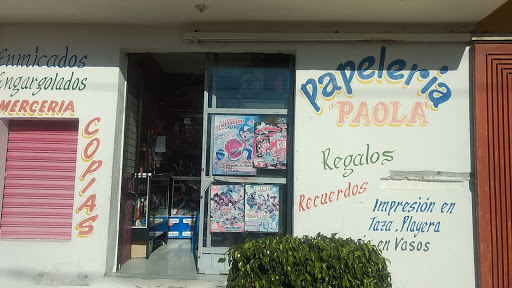 Enmicados
Engargolados
MERCERIA
COPIAS
Papeleria
"PAOLA"
Regalos
Recuerdos
Impresión en
Taza, Playera
en Vasos